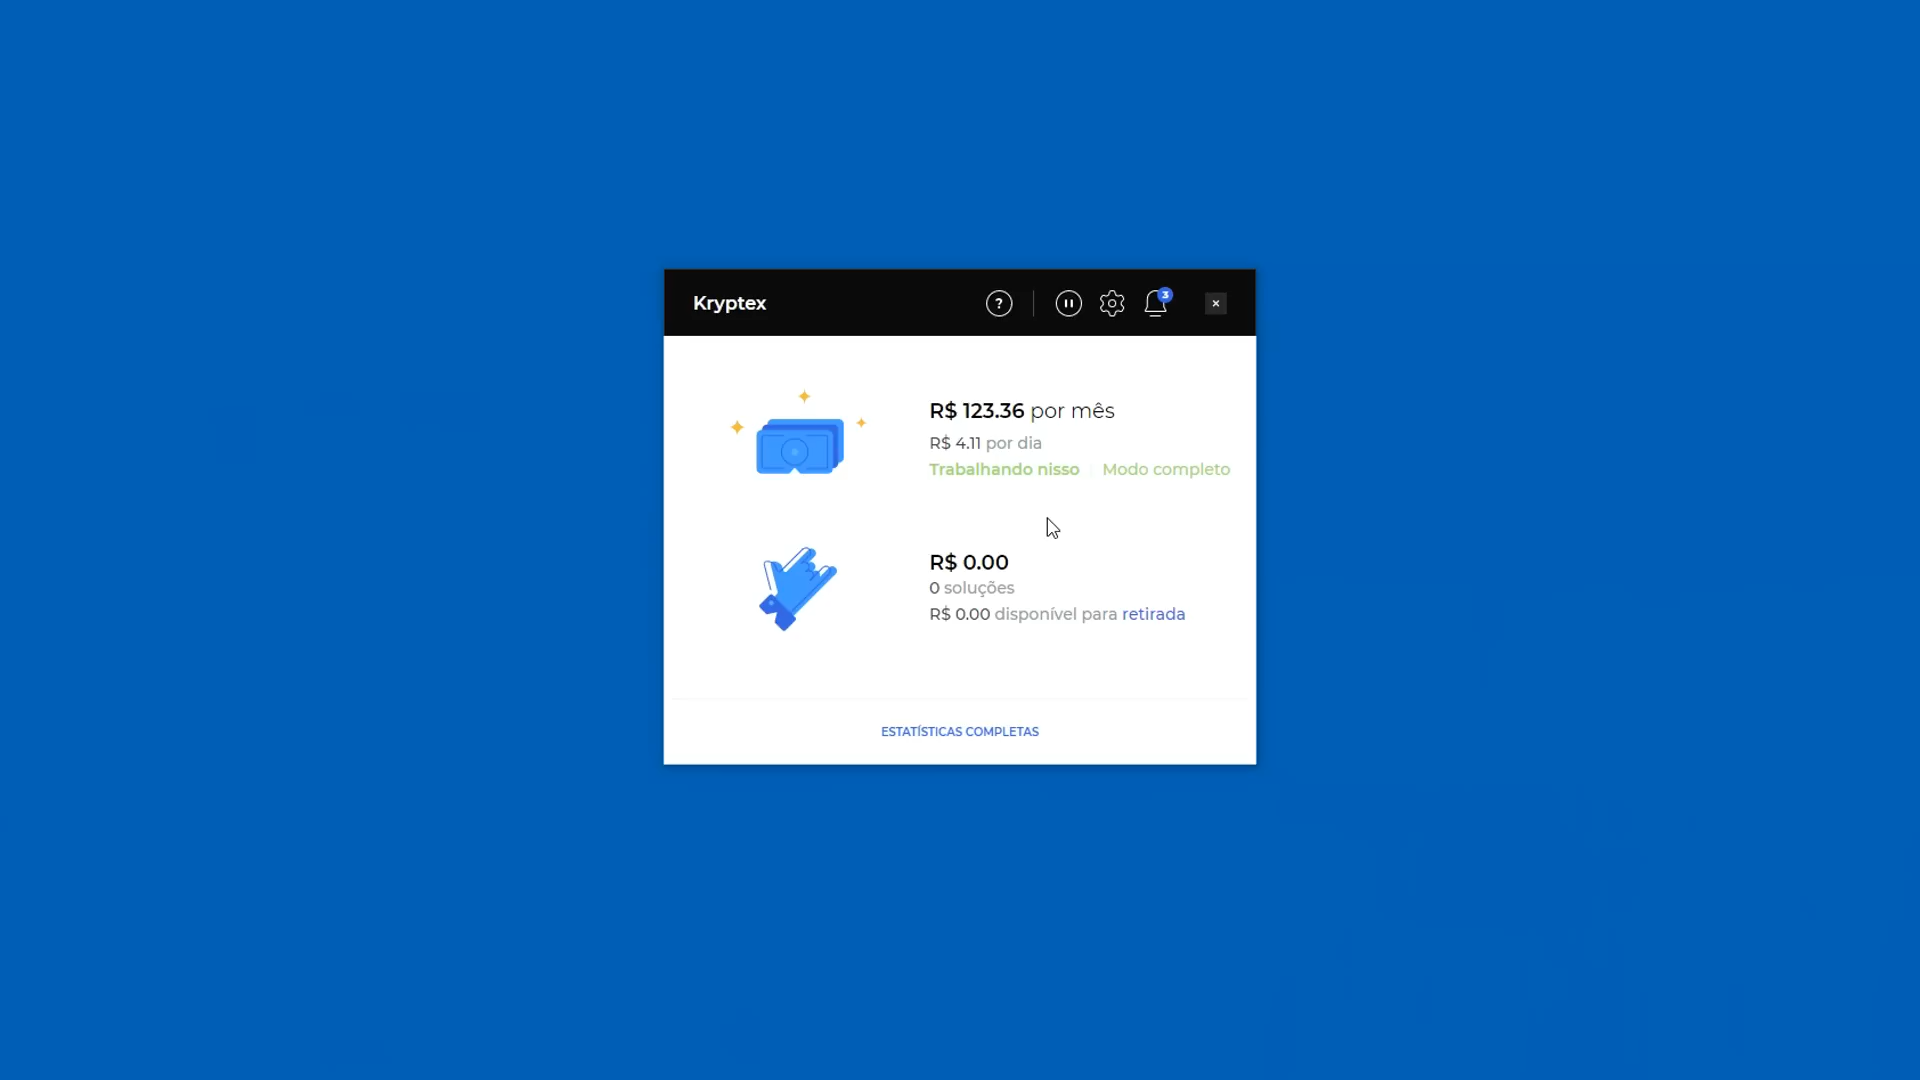 Kryptex
?
3
R$ 123.36 por mês
R$ 4.11 por dia
Trabalhando nisso Modo completo
R$ 0.00
0 soluções
R$ 0.00 disponível para retirada
ESTATÍSTICAS COMPLETAS